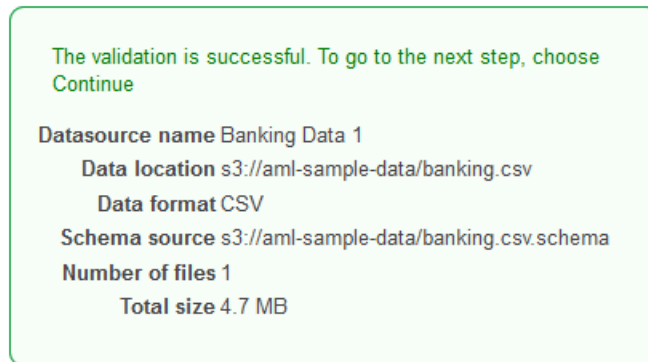 The validation is successful. To go to the next step, choose
Continue
Datasource name Banking Data 1
Data location s3://aml-sample-data/banking.csv
Data format CSV
Schema source s3://aml-sample-data/banking.csv.schema
Number of files 1
Total size 4.7 MB